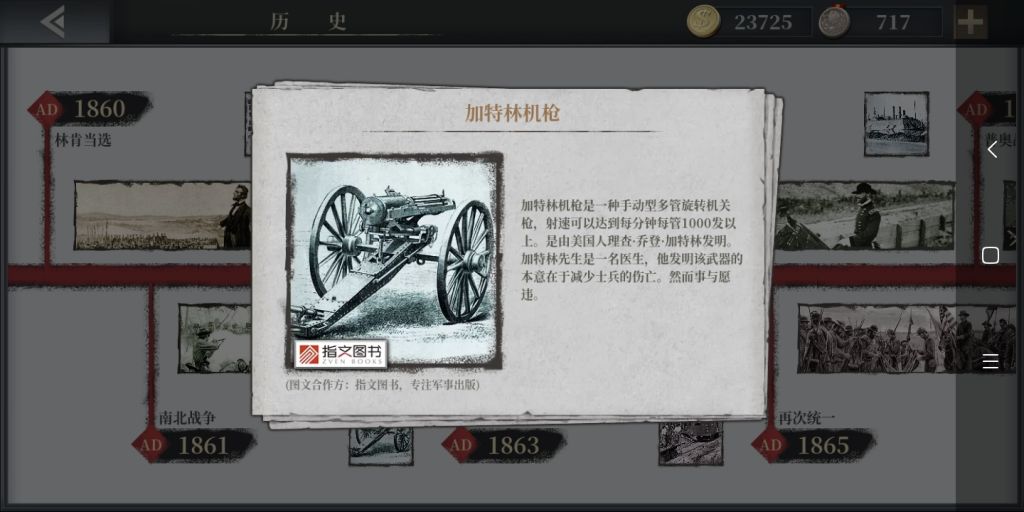 历 史
23725
717
AD 1860
林肯当选
加特林机枪
加特林机枪是一种手动型多管旋转机关
枪，射速可以达到每分钟每管1000发以
上。是由美国人理查·乔登·加特林发明。
加特林先生是一名医生，他发明该武器的
本意在于减少士兵的伤亡。然而事与愿
违。
指文图书
ZVEN BOOKS
(图文合作方：指文图书，专注军事出版)
AD 1
南北战争
AD 1861
AD 1863
再次统一
AD 1865